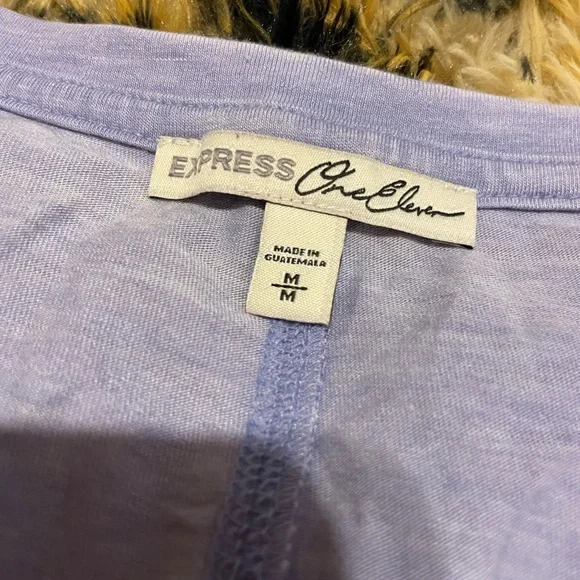 EXPRESS One Eleven
MADE IN
GUATEMALA
M
M